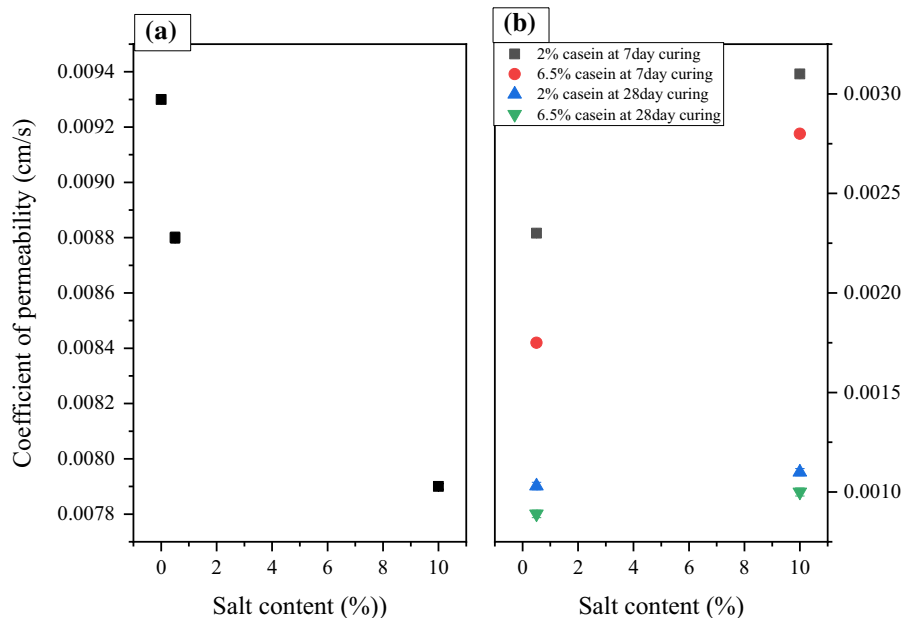 (a)
(b)
2% casein at 7day curing
6.5% casein at 7day curing
2% casein at 28day curing
6.5% casein at 28day curing
Coefficient of permeability (cm/s)
0.0094
0.0092
0.0090
0.0088
0.0086
0.0084
0.0082
0.0080
0.0078
0.0030
0.0025
0.0020
0.0015
0.0010
0 2 4 6 8 10
0 2 4 6 8 10
Salt content (%))
Salt content (%)